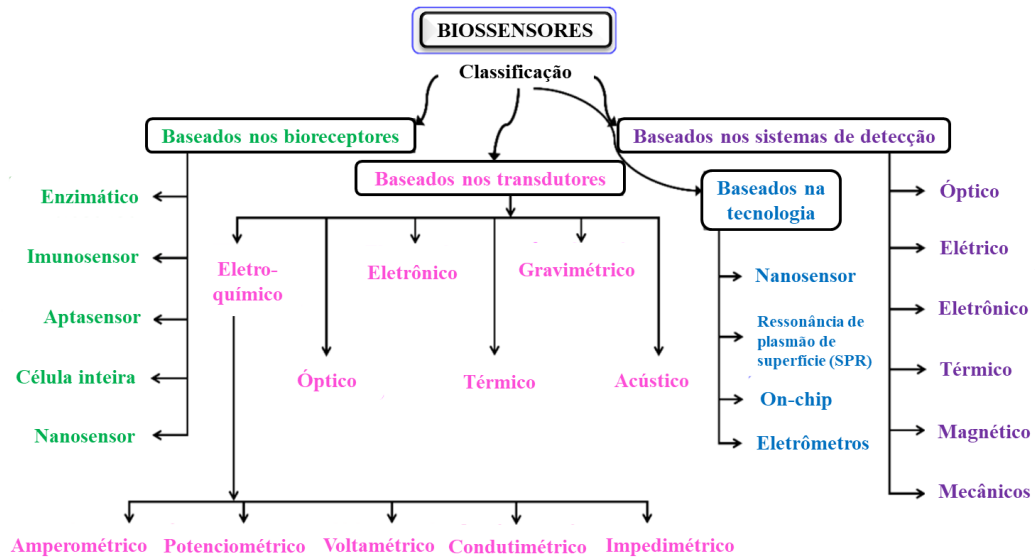 BIOSSENSORES
Classificação
Baseados nos bioreceptores
Enzimático
Imunosensor
Aptasensor
Célula inteira
Nanosensor
Baseados nos transdutores
Eletro-
químico
Eletrônico
Gravimétrico
Óptico
Térmico
Acústico
Amperométrico
Potenciométrico
Voltamétrico
Condutimétrico
Impedimétrico
Baseados na
tecnologia
Nanosensor
Ressonância de
plasmão de
superfície (SPR)
On-chip
Eletrômetros
Baseados nos sistemas de detecção
Óptico
Elétrico
Eletrônico
Térmico
Magnético
Mecânicos